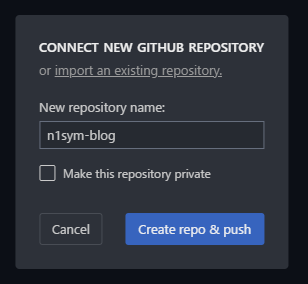 CONNECT NEW GITHUB REPOSITORY
or import an existing repository.
New repository name:
n1sym-blog
Make this repository private
Cancel
Create repo & push